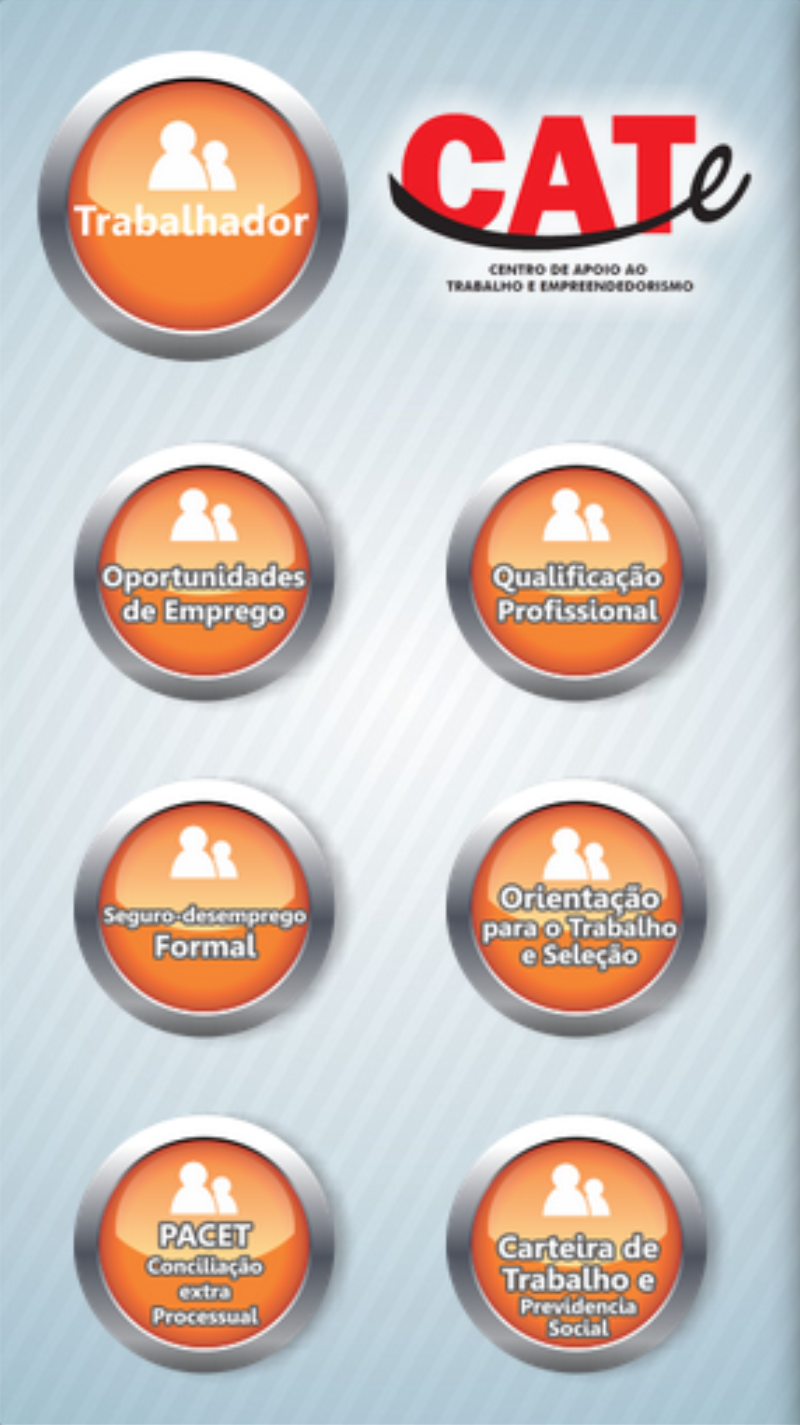 Trabalhador
CATe
CENTRO DE APOIO AO
TRABALHO E EMPREENDEDORISMO
Oportunidades
de Emprego
Qualificação
Profissional
Seguro-desemprego
Formal
Orientação
para o Trabalho
e Seleção
PACET
Conciliação
extra
Processual
Carteira de
Trabalho e
Previdencia
Social